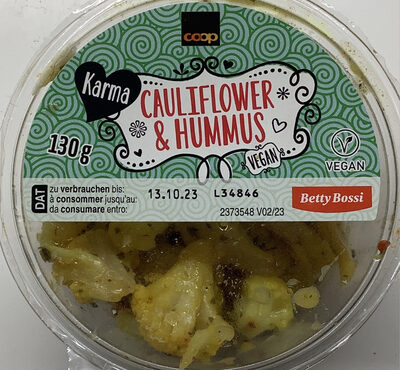 coop
Karma
CAULIFLOWER
& HUMMUS
VEGAN
130 g
VEGAN
DAT
zu verbrauchen bis:
à consommer jusqu'au:
da consumare entro:
13.10.23 L34846
2373548 V02/23
Betty Bossi